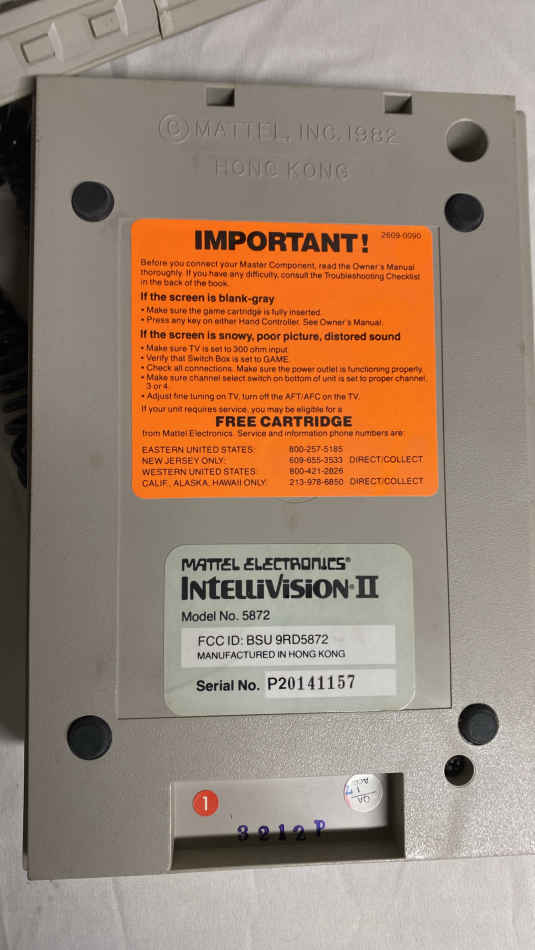 © MATTEL, INC. 1982
HONG KONG
IMPORTANT!
2609-0090
Before you connect your Master Component, read the Owner's Manual
thoroughly. If you have any difficulty, consult the Troubleshooting Checklist
in the back of the book.
If the screen is blank-gray
• Make sure the game cartridge is fully inserted.
• Press any key on either Hand Controller. See Owner's Manual.
If the screen is snowy, poor picture, distored sound
• Make sure TV is set to 300 ohm input.
• Verify that Switch Box is set to GAME.
• Check all connections. Make sure the power outlet is functioning properly.
• Make sure channel select switch on bottom of unit is set to proper channel,
3 or 4.
• Adjust fine tuning on TV, turn off the AFT/AFC on the TV.
If your unit requires service, you may be eligible for a
FREE CARTRIDGE
from Mattel Electronics. Service and information phone numbers are:
EASTERN UNITED STATES: 800-257-5185
NEW JERSEY ONLY: 609-655-3533 DIRECT/COLLECT
WESTERN UNITED STATES: 800-421-2826
CALIF., ALASKA, HAWAII ONLY: 213-978-6850 DIRECT/COLLECT
MATTEL ELECTRONICS®
INTELLIVISION® II
Model No. 5872
FCC ID: BSU 9RD5872
MANUFACTURED IN HONG KONG
Serial No. P20141157
1
QA
3212P